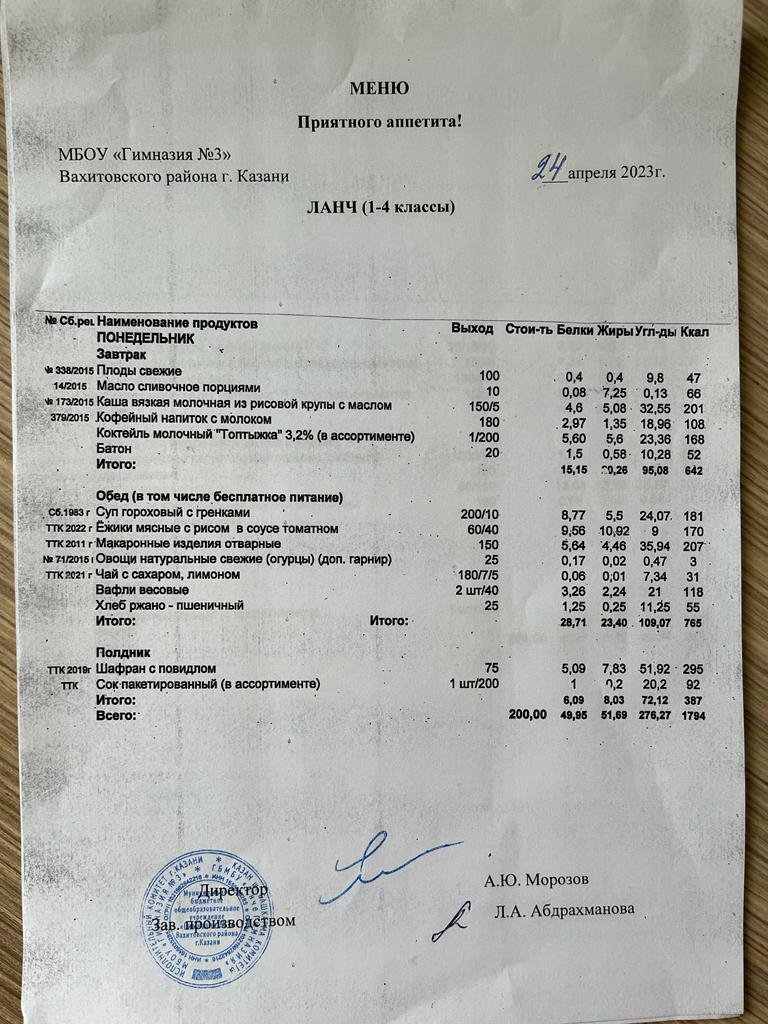 МЕНЮ
Приятного аппетита!
МБОУ «Гимназия №3»
Вахитовского района г. Казани
24 апреля 2023г.
ЛАНЧ (1-4 классы)
№ Сб.рец Наименование продуктов Выход Стои-ть Белки Жиры Угл-ды Ккал
ПОНЕДЕЛЬНИК
Завтрак
№ 338/2015 Плоды свежие 100 0,4 0,4 9,8 47
14/2015 Масло сливочное порциями 10 0,08 7,25 0,13 66
№ 173/2015 Каша вязкая молочная из рисовой крупы с маслом 150/5 4,6 5,08 32,55 201
379/2015 Кофейный напиток с молоком 180 2,97 1,35 18,96 108
Коктейль молочный "Топтыжка" 3,2% (в ассортименте) 1/200 5,60 5,6 23,36 168
Батон 20 1,5 0,58 10,28 52
Итого: 15,15 20,26 95,08 642
Обед (в том числе бесплатное питание)
Сб.1983 г Суп гороховый с гренками 200/10 8,77 5,5 24,07 181
ТТК 2022 г Ёжики мясные с рисом в соусе томатном 60/40 9,56 10,92 9 170
ТТК 2011 г Макаронные изделия отварные 150 5,64 4,46 35,94 207
№ 71/2015 г Овощи натуральные свежие (огурцы) (доп. гарнир) 25 0,17 0,02 0,47 3
ТТК 2021 г Чай с сахаром, лимоном 180/7/5 0,06 0,01 7,34 31
Вафли весовые 2 шт/40 3,26 2,24 21 118
Хлеб ржано - пшеничный 25 1,25 0,25 11,25 55
Итого: Итого: 28,71 23,40 109,07 765
Полдник
ТТК 2019г Шафран с повидлом 75 5,09 7,83 51,92 295
ТТК Сок пакетированный (в ассортименте) 1 шт/200 1 0,2 20,2 92
Итого: 6,09 8,03 72,12 387
Всего: 200,00 49,95 51,69 276,27 1794
Директор А.Ю. Морозов
Зав. производством Л.А. Абдрахманова
бюджетное
общеобразовательное
учреждение
Вахитовского района
г.Казани